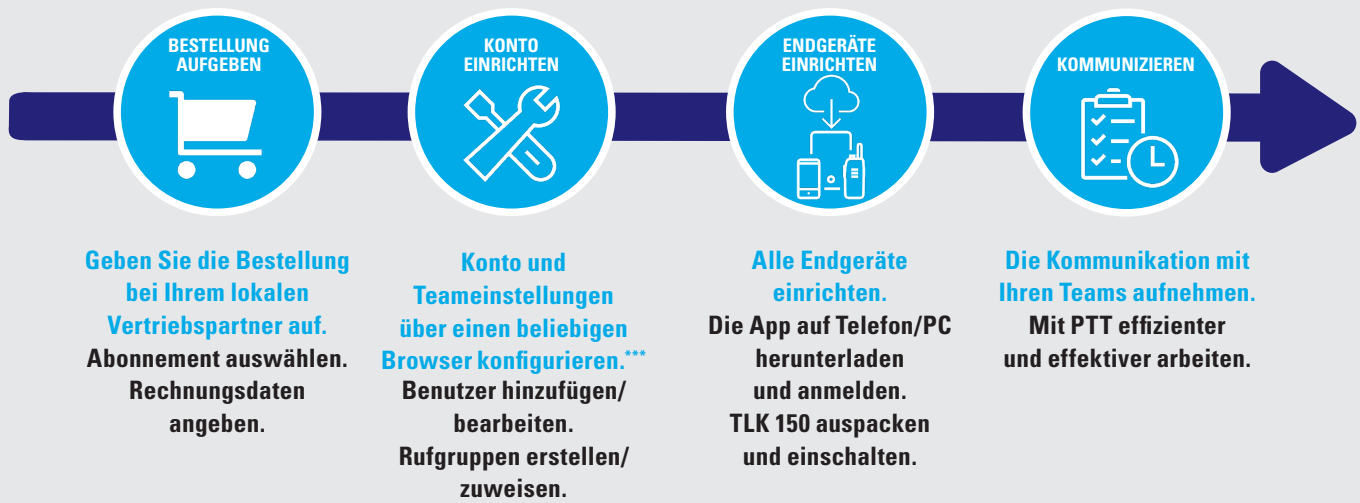 BESTELLUNG
AUFGEBEN
KONTO
EINRICHTEN
ENDGERÄTE
EINRICHTEN
KOMMUNIZIEREN
Geben Sie die Bestellung
bei Ihrem lokalen
Vertriebspartner auf.
Abonnement auswählen.
Rechnungsdaten
angeben.
Konto und
Teameinstellungen
über einen beliebigen
Browser konfigurieren.***
Benutzer hinzufügen/
bearbeiten.
Rufgruppen erstellen/
zuweisen.
Alle Endgeräte
einrichten.
Die App auf Telefon/PC
herunterladen
und anmelden.
TLK 150 auspacken
und einschalten.
Die Kommunikation mit
Ihren Teams aufnehmen.
Mit PTT effizienter
und effektiver arbeiten.